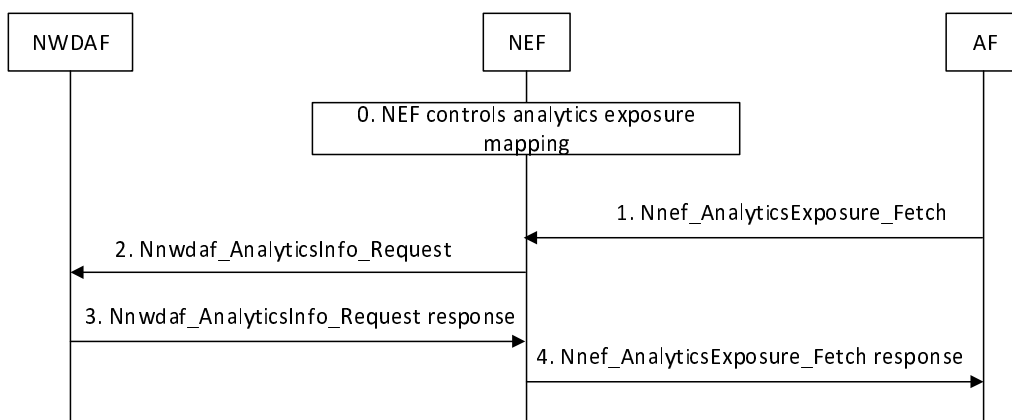 NWDAF
NEF
AF
0. NEF controls analytics exposure
mapping
1. Nnef_AnalyticsExposure_Fetch
2. Nnwdaf_AnalyticsInfo_Request
3. Nnwdaf_AnalyticsInfo_Request response
4. Nnef_AnalyticsExposure_Fetch response